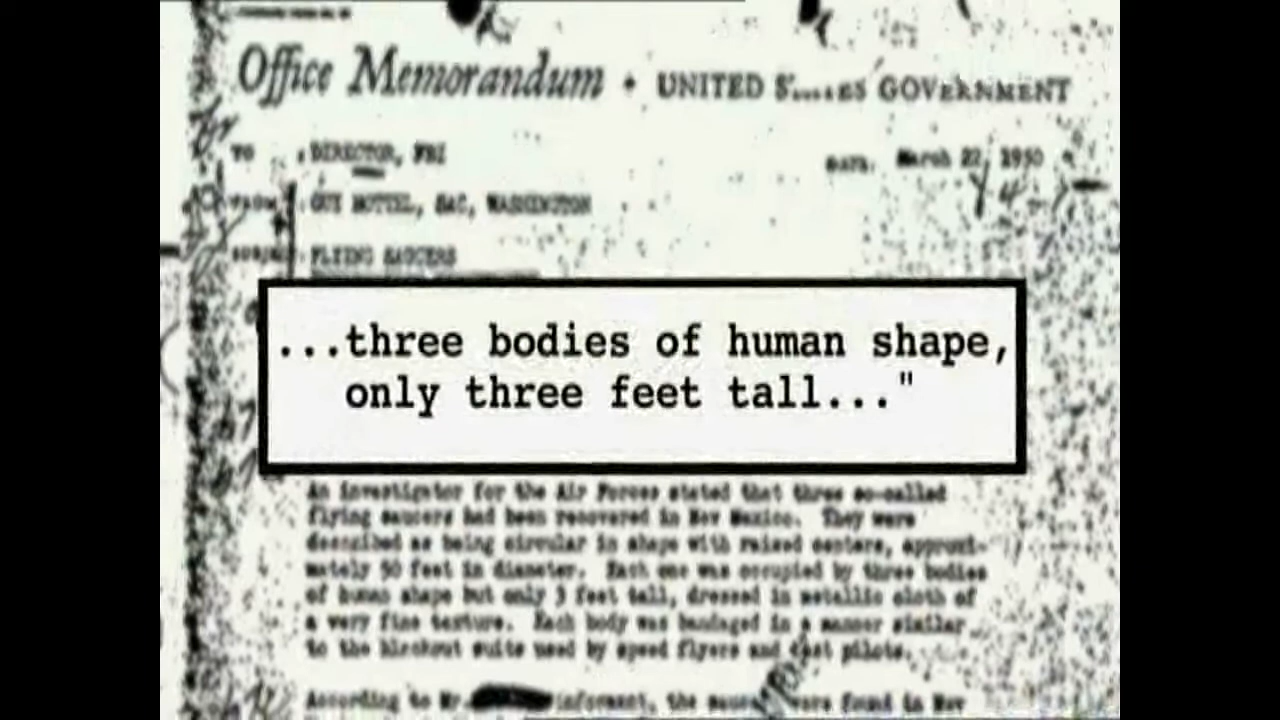 Office Memorandum • UNITED STATES GOVERNMENT
TO DIRECTOR, FBI DATE: March 22, 1950
FROM GUY HOTTEL, SAC, WASHINGTON
SUBJECT FLYING SAUCERS
...three bodies of human shape,
only three feet tall..."
An investigator for the Air Forces stated that three so-called
flying saucers had been recovered in New Mexico. They were
described as being circular in shape with raised centers, approxi-
mately 50 feet in diameter. Each one was occupied by three bodies
of human shape but only 3 feet tall, dressed in metallic cloth of
a very fine texture. Each body was bandaged in a manner similar
to the blackout suits used by speed flyers and test pilots.
According to Mr. informant, the saucers were found in New